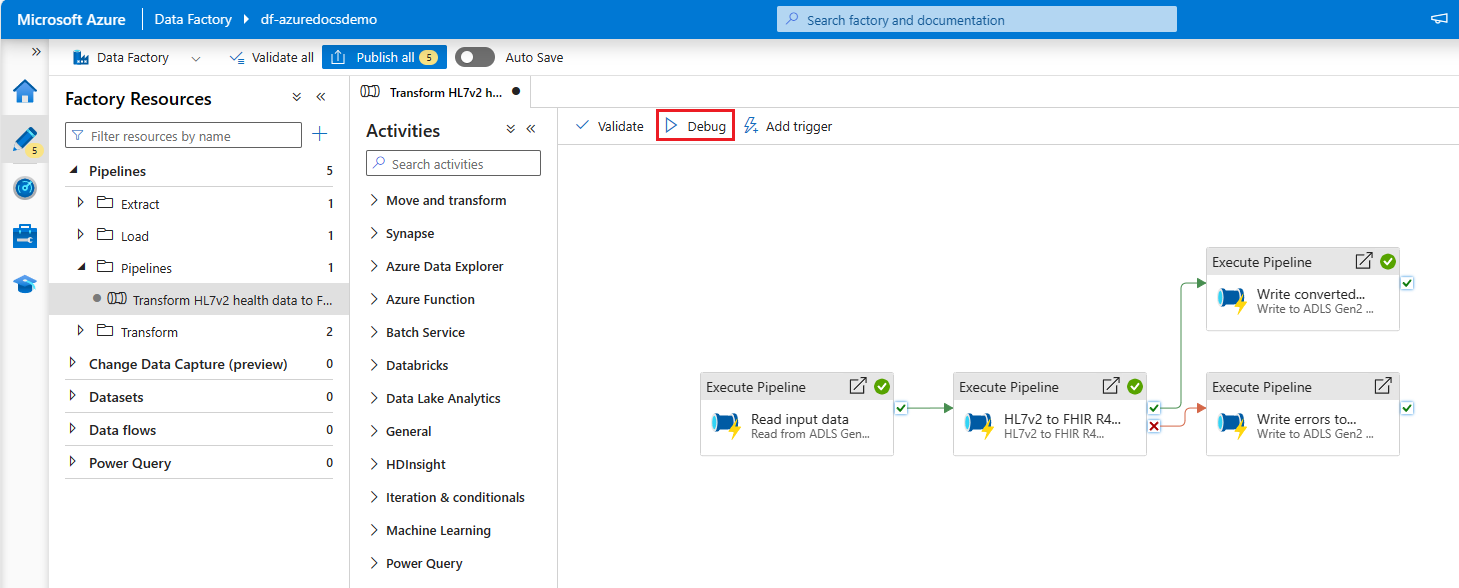 Microsoft Azure
Data Factory
df-azuredocsdemo
Search factory and documentation
Data Factory
Validate all
Publish all
5
Auto Save
5
Factory Resources
Filter resources by name
Pipelines 5
Extract 1
Load 1
Pipelines 1
Transform HL7v2 health data to F...
Transform 2
Change Data Capture (preview) 0
Datasets 0
Data flows 0
Power Query 0
Transform HL7v2 h...
Activities
Search activities
Move and transform
Synapse
Azure Data Explorer
Azure Function
Batch Service
Databricks
Data Lake Analytics
General
HDInsight
Iteration & conditionals
Machine Learning
Power Query
Validate
Debug
Add trigger
Execute Pipeline
Read input data
Read from ADLS Gen...
Execute Pipeline
HL7v2 to FHIR R4...
HL7v2 to FHIR R4...
Execute Pipeline
Write converted...
Write to ADLS Gen2 ...
Execute Pipeline
Write errors to...
Write to ADLS Gen2 ...